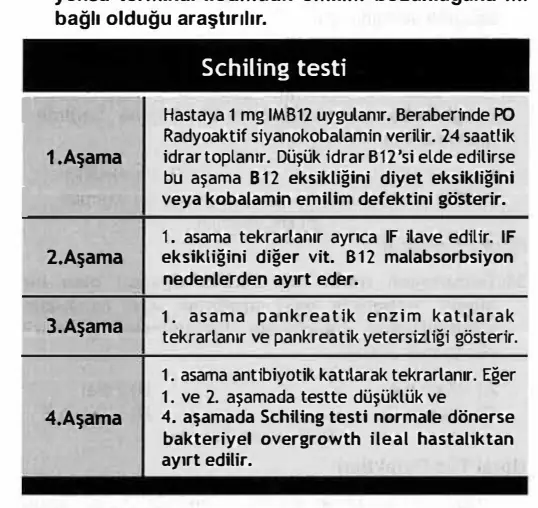 bağlı olduğu araştırılır.
Schiling testi
1.Aşama
Hastaya 1 mg IMB12 uygulanır. Beraberinde PO
Radyoaktif siyanokobalamin verilir. 24 saatlik
idrar toplanır. Düşük idrar B12'si elde edilirse
bu aşama B12 eksikliğini diyet eksikliğini
veya kobalamin emilim defektini gösterir.
2.Aşama
1. asama tekrarlanır ayrıca IF ilave edilir. IF
eksikliğini diğer vit. B12 malabsorbsiyon
nedenlerden ayırt eder.
3.Aşama
1. asama pankreatik enzim katılarak
tekrarlanır ve pankreatik yetersizliği gösterir.
4.Aşama
1. asama antibiyotik katılarak tekrarlanır. Eğer
1. ve 2. aşamada testte düşüklük ve
4. aşamada Schiling testi normale dönerse
bakteriyel overgrowth ileal hastalıktan
ayırt edilir.